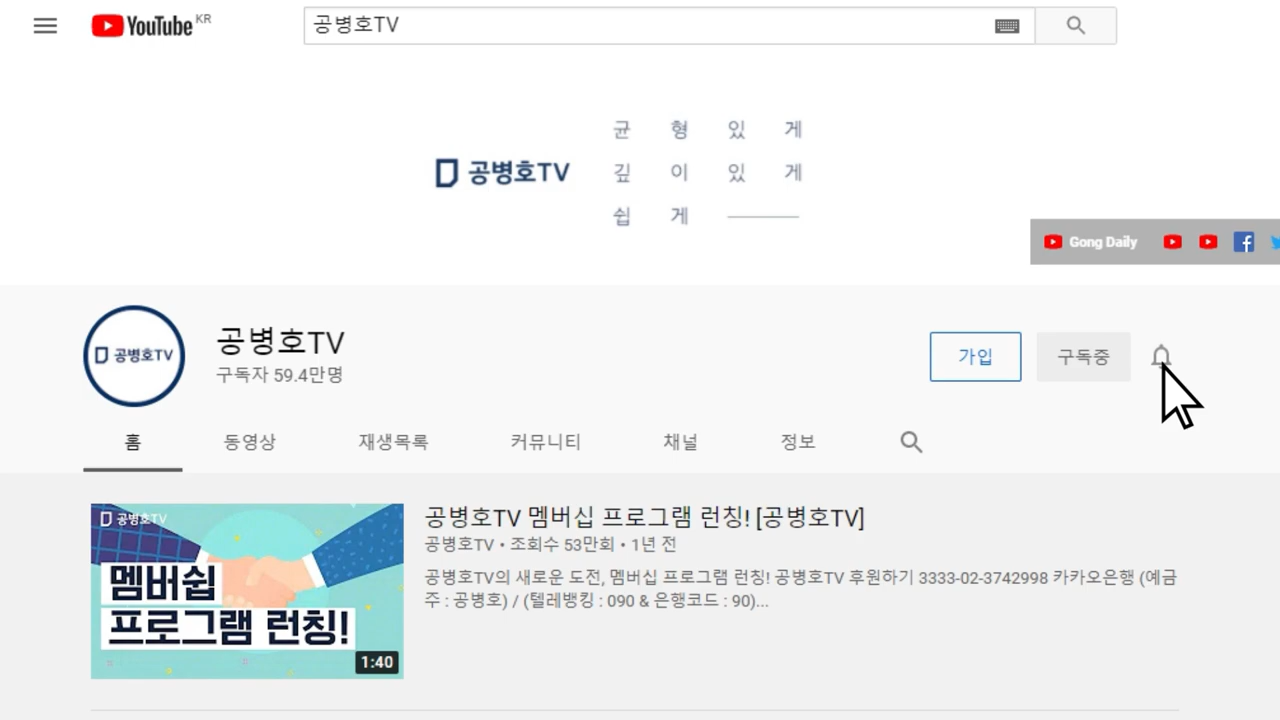 YouTube KR
공병호TV
균 형 있 게
공병호TV
깊 이 있 게
쉽 게
Gong Daily
공병호TV
공병호TV
구독자 59.4만명
가입
구독중
홈
동영상
재생목록
커뮤니티
채널
정보
공병호TV
멤버쉽
프로그램 런칭!
1:40
공병호TV 멤버십 프로그램 런칭! [공병호TV]
공병호TV • 조회수 53만회 • 1년 전
공병호TV의 새로운 도전, 멤버십 프로그램 런칭! 공병호TV 후원하기 3333-02-3742998 카카오은행 (예금
주 : 공병호) / (텔레뱅킹 : 090 & 은행코드 : 90)...